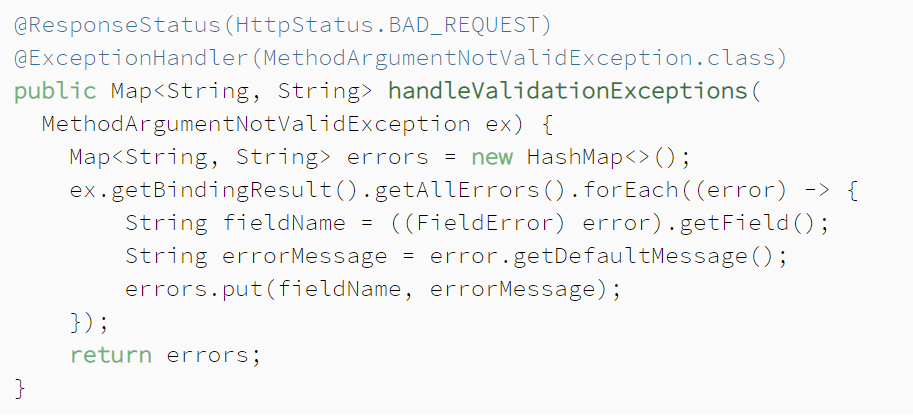 @ResponseStatus(HttpStatus.BAD_REQUEST)
@ExceptionHandler(MethodArgumentNotValidException.class)
public Map<String, String> handleValidationExceptions(
  MethodArgumentNotValidException ex) {
    Map<String, String> errors = new HashMap<>();
    ex.getBindingResult().getAllErrors().forEach((error) -> {
        String fieldName = ((FieldError) error).getField();
        String errorMessage = error.getDefaultMessage();
        errors.put(fieldName, errorMessage);
    });
    return errors;
}